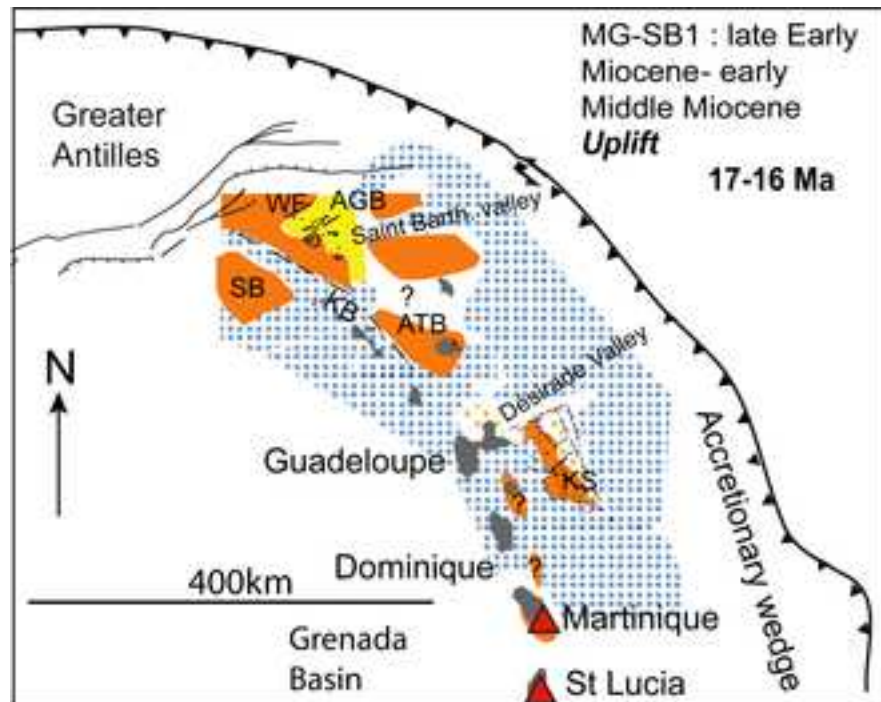 MG-SB1 : late Early
Miocene- early
Middle Miocene
Uplift
17-16 Ma
Greater
Antilles
WF
AGB
Saint Barth. valley
SB
KB
?
ATB
N
Désirade Valley
Guadeloupe
KS
?
Dominique
?
400km
Martinique
Grenada
Basin
St Lucia
Accretionary wedge